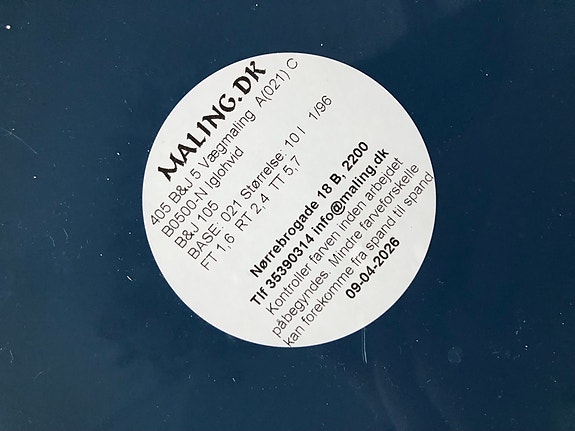 MALING.DK
A05 B&J 5 Vægmaling A(021) C
B0500-N Iglohvid
B&J 105
BASE: 021 Størrelse: 10 l 1/96
FT 1,6 RT 2,4 TT 5,7
Nørrebrogade 18 B, 2200
Tlf 35390314 info@maling.dk
Kontroller farven inden arbejdet
påbegyndes. Mindre farveforskelle
kan forekomme fra spand til spand
09-04-2026